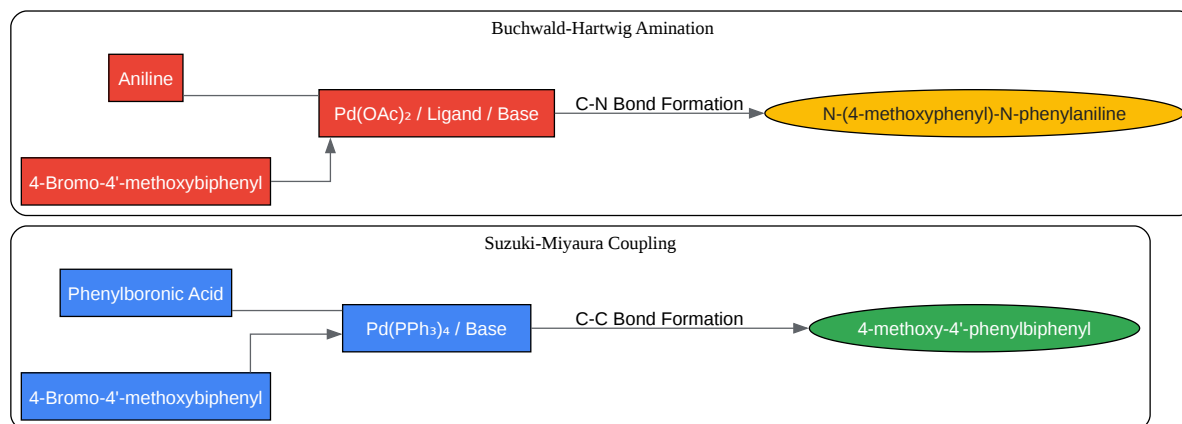 Buchwald-Hartwig Amination
Aniline
Pd(OAc)₂ / Ligand / Base
C-N Bond Formation
N-(4-methoxyphenyl)-N-phenylaniline
4-Bromo-4'-methoxybiphenyl
Suzuki-Miyaura Coupling
Phenylboronic Acid
Pd(PPh₃)₄ / Base
C-C Bond Formation
4-methoxy-4'-phenylbiphenyl
4-Bromo-4'-methoxybiphenyl